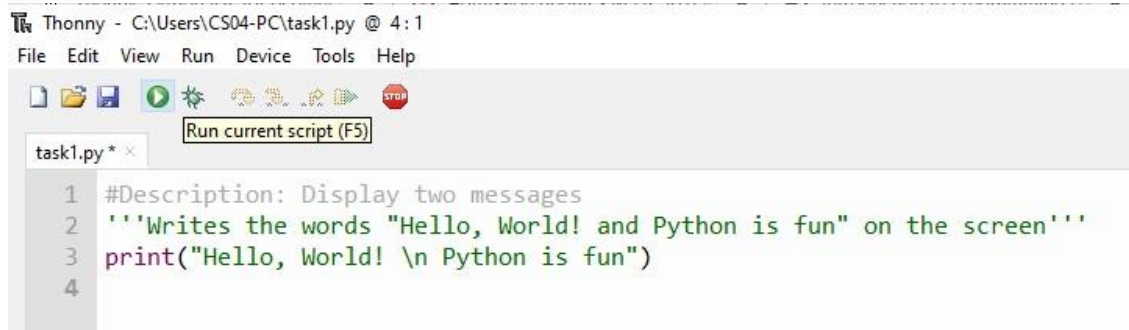 Thonny - C:\Users\CS04-PC\task1.py @ 4:1
File Edit View Run Device Tools Help
STOP
Run current script (F5)
task1.py * ×
1 #Description: Display two messages
2 '''Writes the words "Hello, World! and Python is fun" on the screen'''
3 print("Hello, World! \n Python is fun")
4